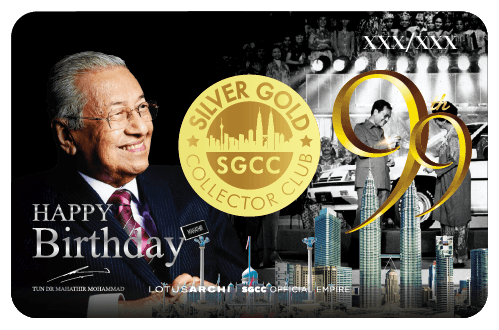 XXX/XXX
SILVER GOLD
SGCC
COLLECTOR CLUB
99th
HAPPY
Birthday
TUN DR MAHATHIR MOHAMMAD
LOTUSARCHI | SGCC OFFICIAL EMPIRE